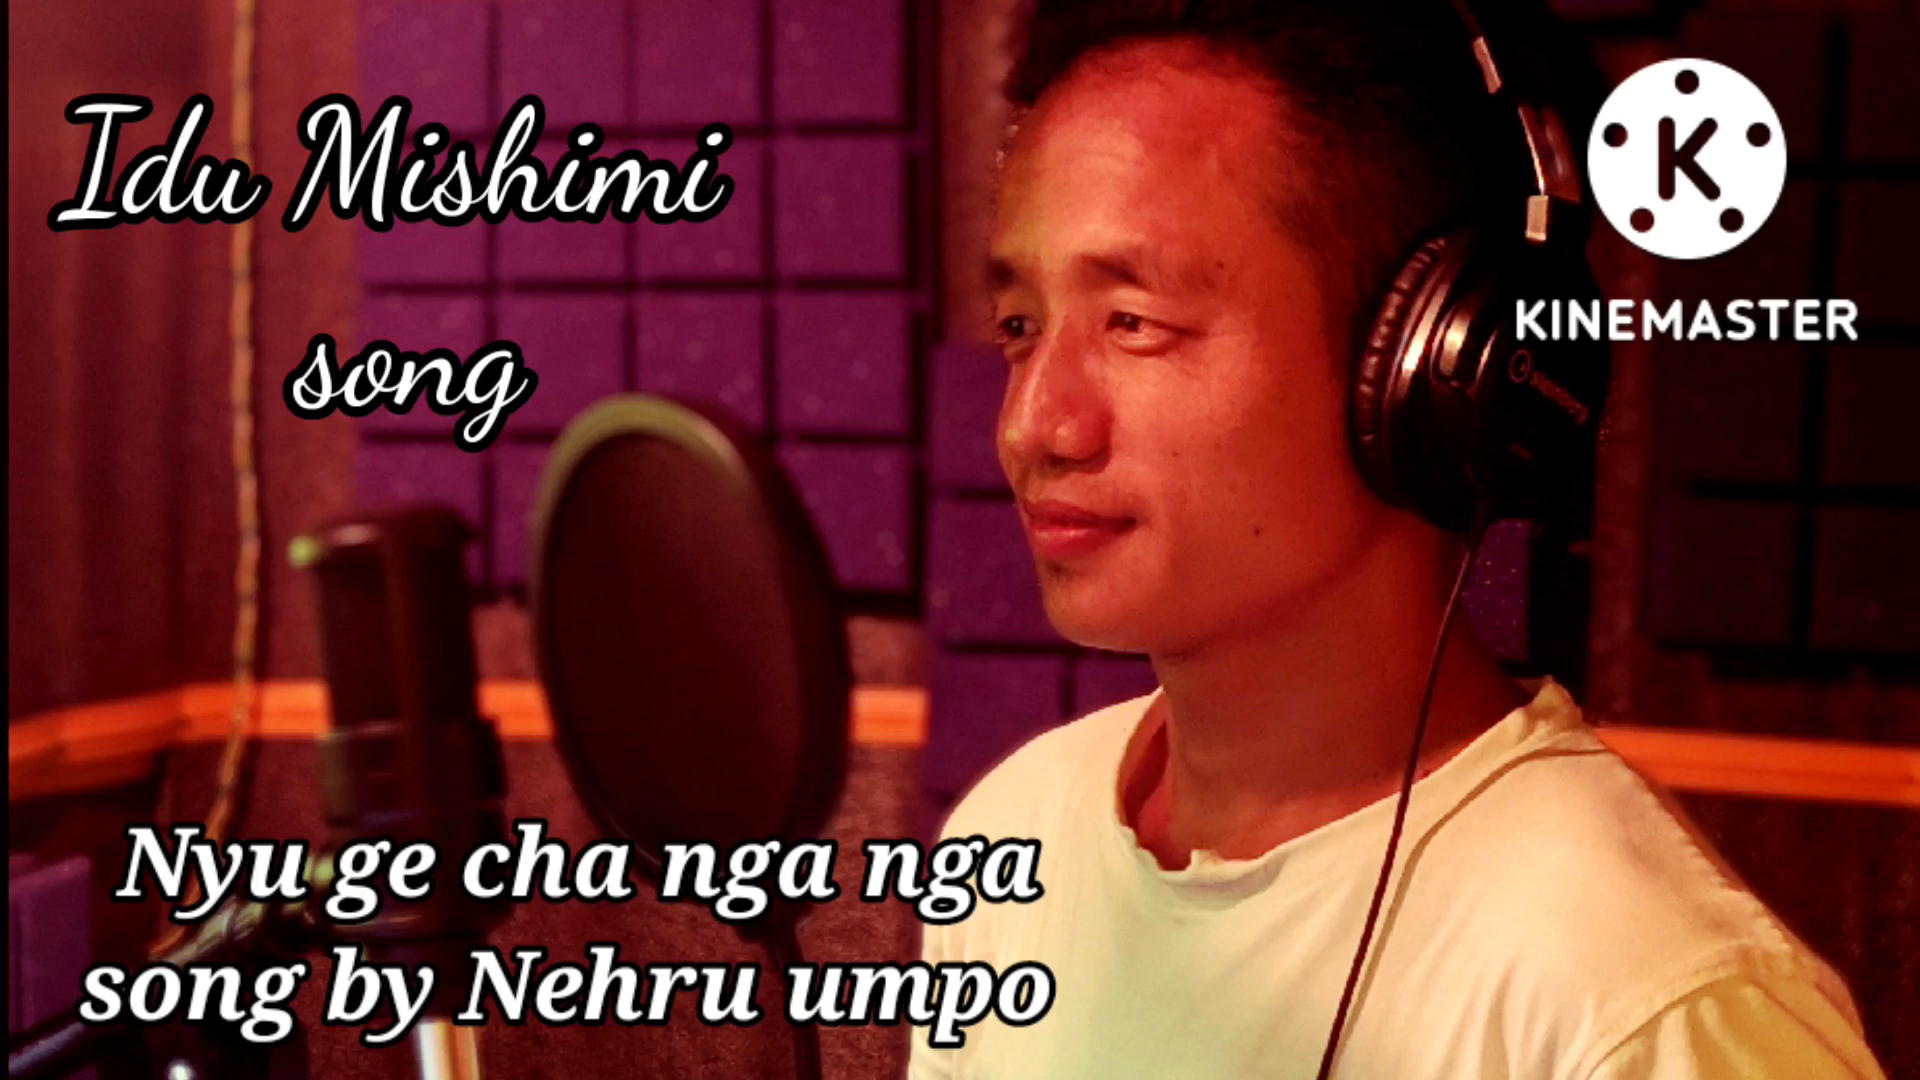 Idu Mishimi
song
K
KINEMASTER
Nyu ge cha nga nga
song by Nehru umpo